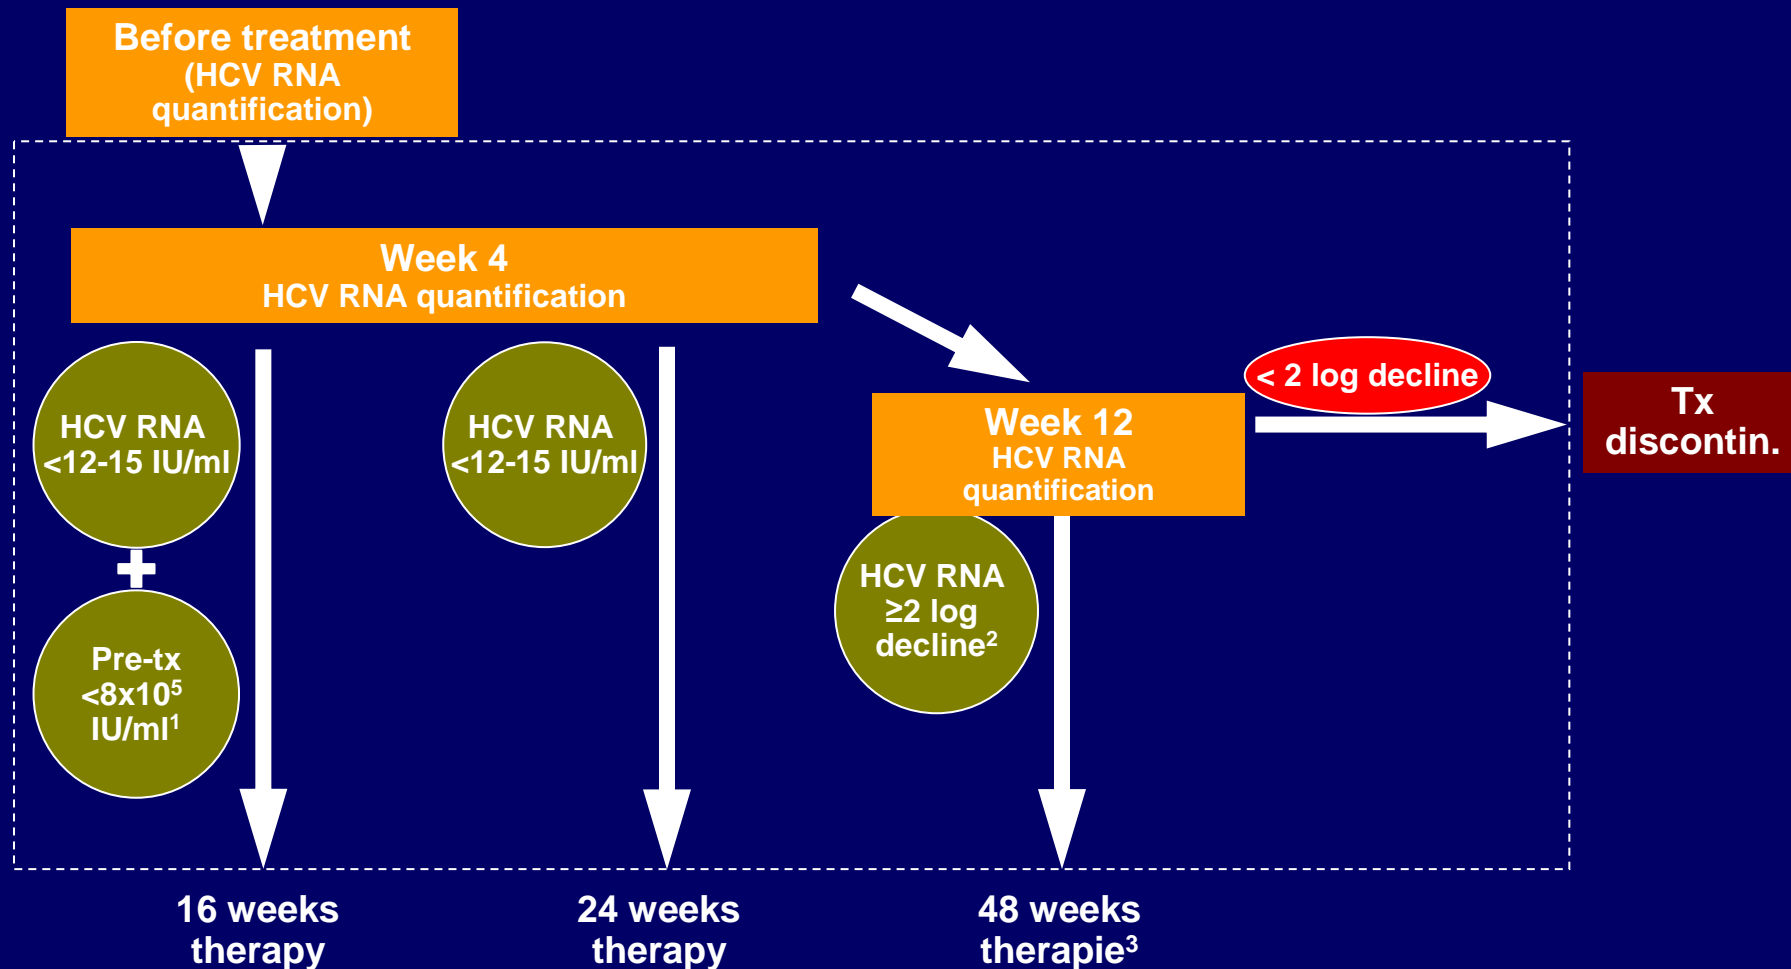 Before treatment
(HCV RNA
quantification)
Week 4
HCV RNA quantification
HCV RNA
<12-15 IU/ml
Pre-tx
<8x10⁵
IU/ml¹
HCV RNA
<12-15 IU/ml
Week 12
HCV RNA
quantification
< 2 log decline
Tx
discontin.
HCV RNA
≥2 log
decline²
16 weeks
therapy
24 weeks
therapy
48 weeks
therapie³